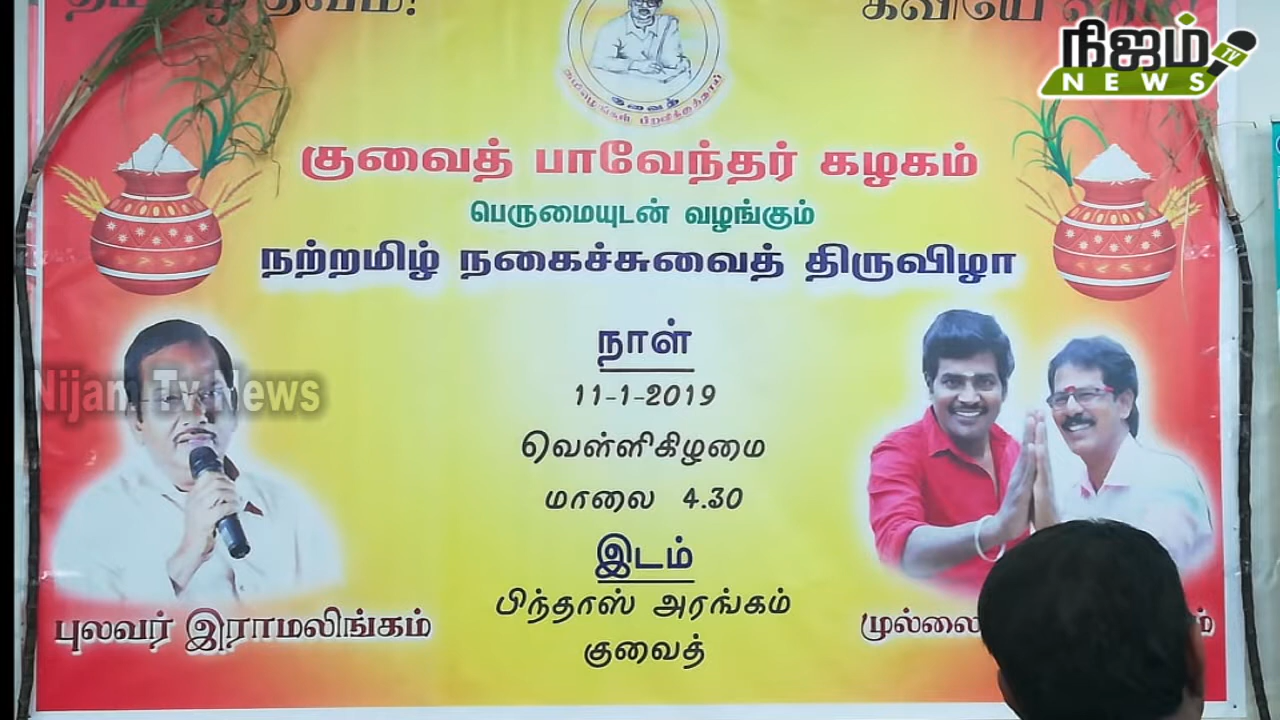 நிஜம்
TV
NEWS
குவைத்
குவைத் பாவேந்தர் கழகம்
பெருமையுடன் வழங்கும்
நற்றமிழ் நகைச்சுவைத் திருவிழா
நாள்
11-1-2019
வெள்ளிகிழமை
மாலை 4.30
இடம்
பிந்தாஸ் அரங்கம்
குவைத்
Nijam Tv News
புலவர் இராமலிங்கம்
முல்லை